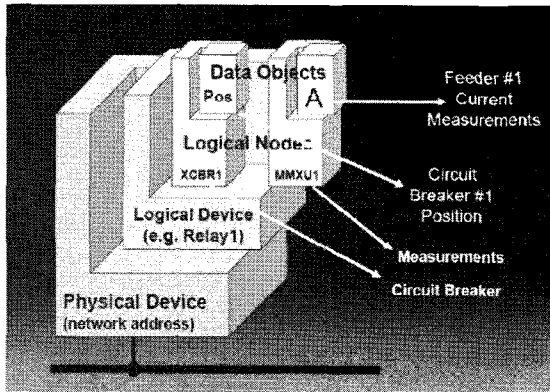 Data Objects
Pos
A
Logical Nodes
XCBR1
MMXU1
Logical Device
(e.g. Relay1)
Physical Device
(network address)
Feeder #1
Current
Measurements
Circuit
Breaker #1
Position
Measurements
Circuit Breaker